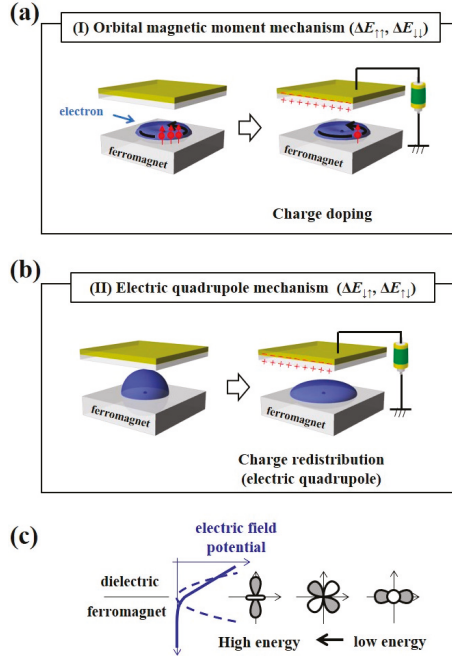 (a)
(I) Orbital magnetic moment mechanism (ΔE↑↑, ΔE↓↓)
electron
ferromagnet
ferromagnet
Charge doping
(b)
(II) Electric quadrupole mechanism (ΔE↓↑, ΔE↑↓)
ferromagnet
ferromagnet
Charge redistribution
(electric quadrupole)
(c)
electric field
potential
dielectric
ferromagnet
High energy
low energy